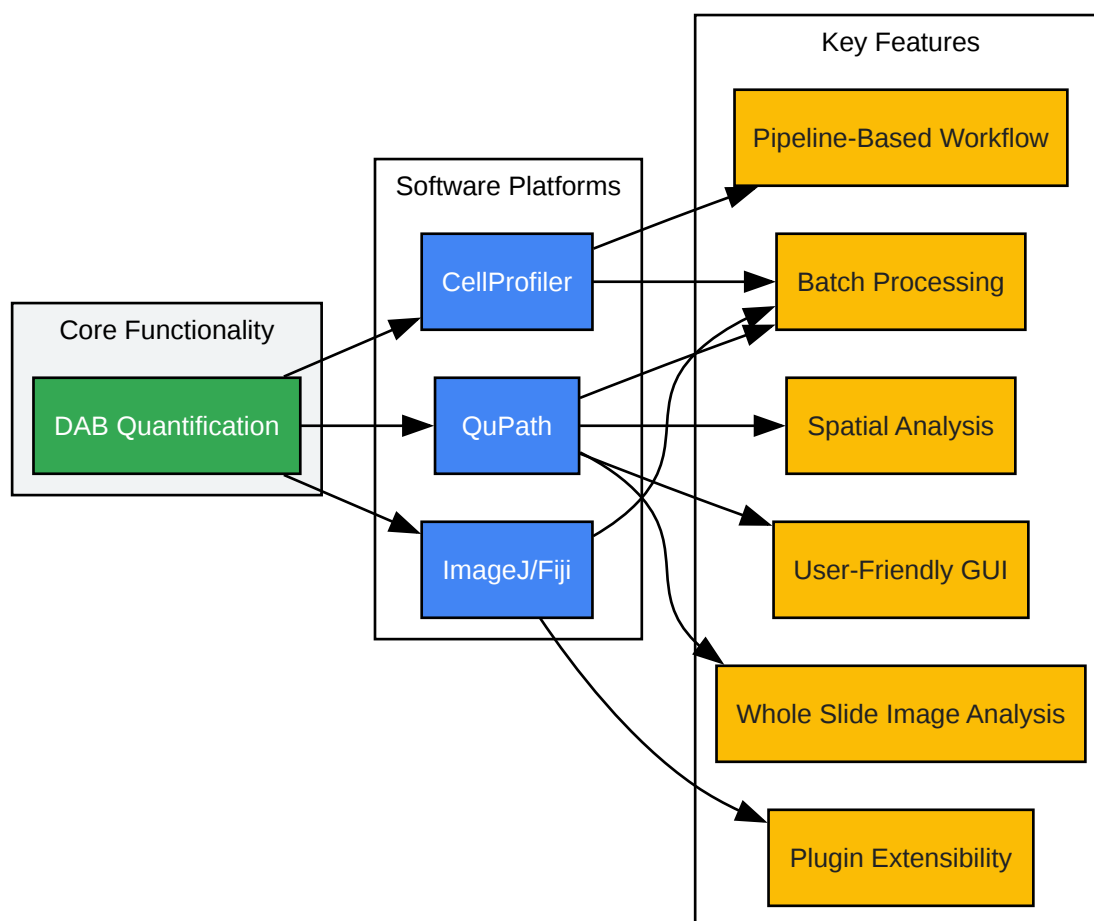 Core Functionality
DAB Quantification
Software Platforms
CellProfiler
QuPath
ImageJ/Fiji
Key Features
Pipeline-Based Workflow
Batch Processing
Spatial Analysis
User-Friendly GUI
Whole Slide Image Analysis
Plugin Extensibility